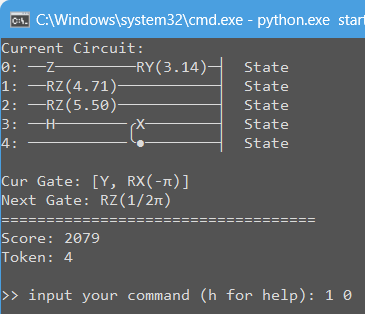 C:\Windows\system32\cmd.exe - python.exe star
Current Circuit:
0: ──Z────────RY(3.14)─┤  State
1: ──RZ(4.71)──────────┤  State
2: ──RZ(5.50)──────────┤  State
3: ──H───────╭X────────┤  State
4: ──────────╰●────────┤  State
Cur Gate: [Y, RX(-π)]
Next Gate: RZ(1/2π)
===================================
Score: 2079
Token: 4
>> input your command (h for help): 1 0